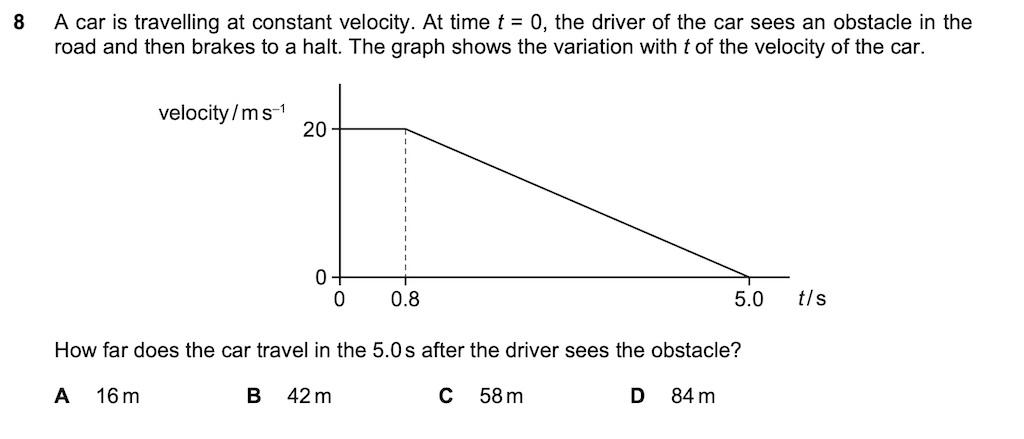 8 A car is travelling at constant velocity. At time t = 0, the driver of the car sees an obstacle in the
road and then brakes to a halt. The graph shows the variation with t of the velocity of the car.
velocity / m s⁻¹
20
0
0 0.8 5.0 t / s
How far does the car travel in the 5.0 s after the driver sees the obstacle?
A 16 m B 42 m C 58 m D 84 m